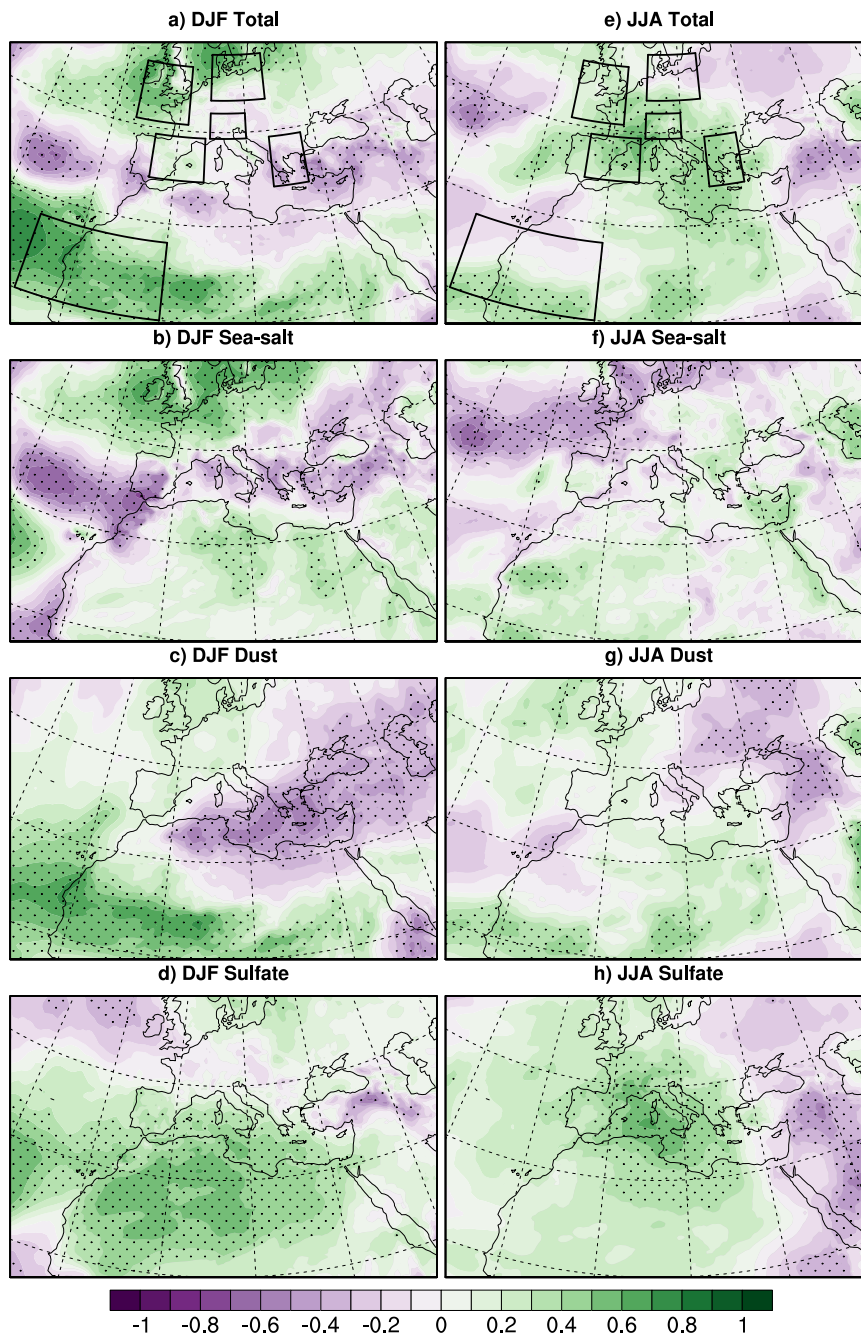 a) DJF Total
e) JJA Total
b) DJF Sea-salt
f) JJA Sea-salt
c) DJF Dust
g) JJA Dust
d) DJF Sulfate
h) JJA Sulfate
-1 -0.8 -0.6 -0.4 -0.2 0 0.2 0.4 0.6 0.8 1